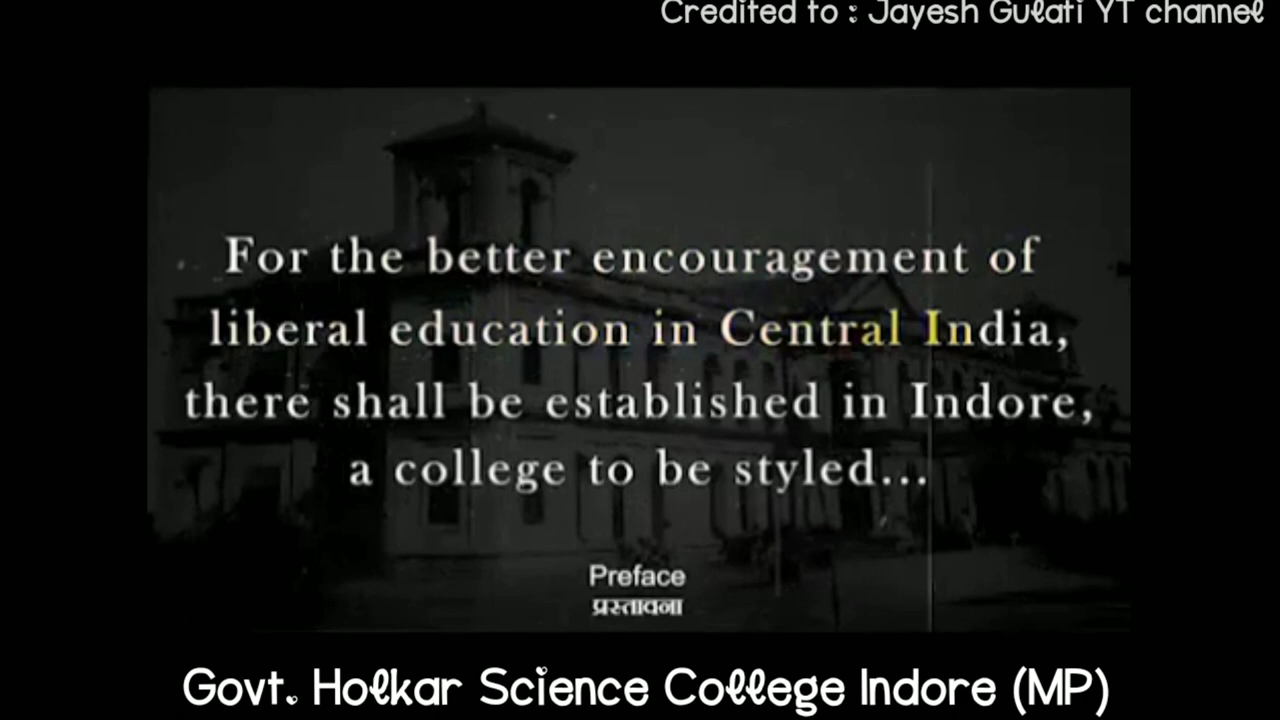 Credited to : Jayesh Gulati YT channel
For the better encouragement of
liberal education in Central India,
there shall be established in Indore,
a college to be styled...
Preface
प्रस्तावना
Govt. Holkar Science College Indore (MP)